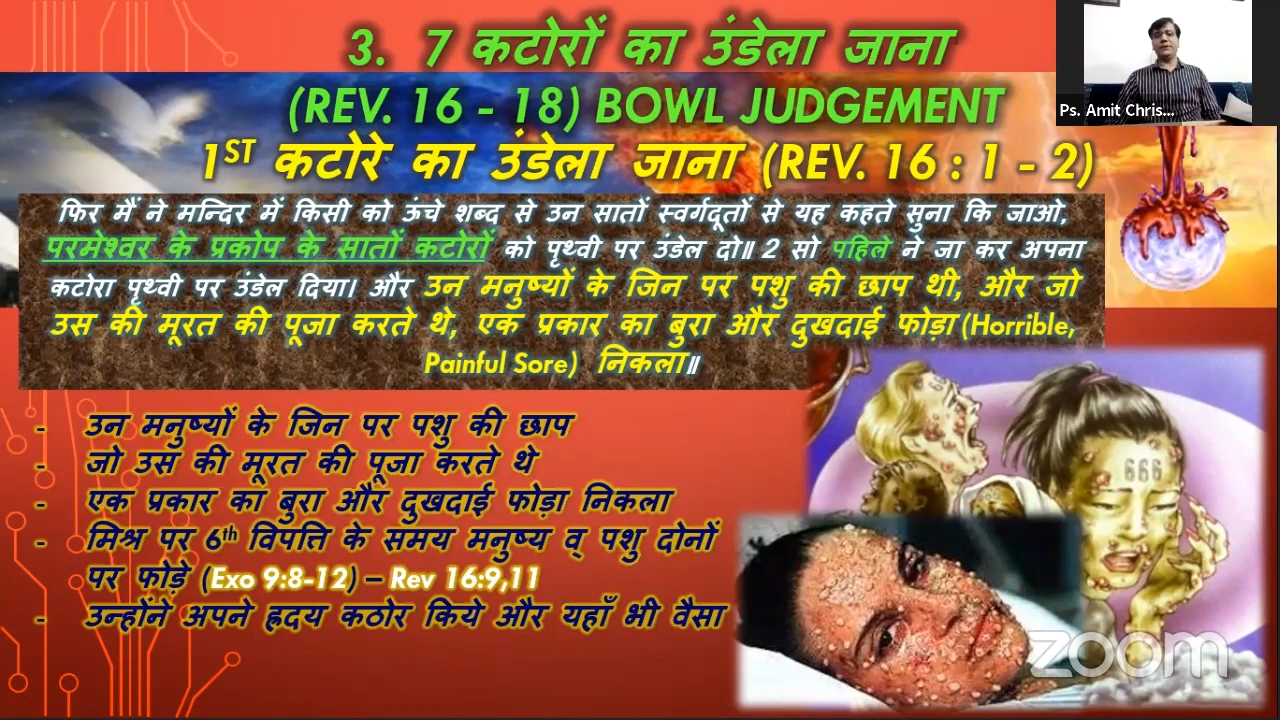 3. 7 कटोरों का उंडेला जाना
(REV. 16 - 18) BOWL JUDGEMENT
1ST कटोरे का उंडेला जाना (REV. 16 : 1 - 2)
Ps. Amit Chris...
फिर मैं ने मन्दिर में किसी को ऊंचे शब्द से उन सातों स्वर्गदूतों से यह कहते सुना कि जाओ,
परमेश्वर के प्रकोप के सातों कटोरों को पृथ्वी पर उंडेल दो॥ 2 सो पहिले ने जा कर अपना
कटोरा पृथ्वी पर उंडेल दिया। और उन मनुष्यों के जिन पर पशु की छाप थी, और जो
उस की मूरत की पूजा करते थे, एक प्रकार का बुरा और दुखदाई फोड़ा (Horrible,
Painful Sore) निकला॥
- उन मनुष्यों के जिन पर पशु की छाप
- जो उस की मूरत की पूजा करते थे
- एक प्रकार का बुरा और दुखदाई फोड़ा निकला
- मिश्र पर 6th विपत्ति के समय मनुष्य व् पशु दोनों
पर फोड़े (Exo 9:8-12) – Rev 16:9,11
- उन्होंने अपने ह्रदय कठोर किये और यहाँ भी वैसा
666
zoom